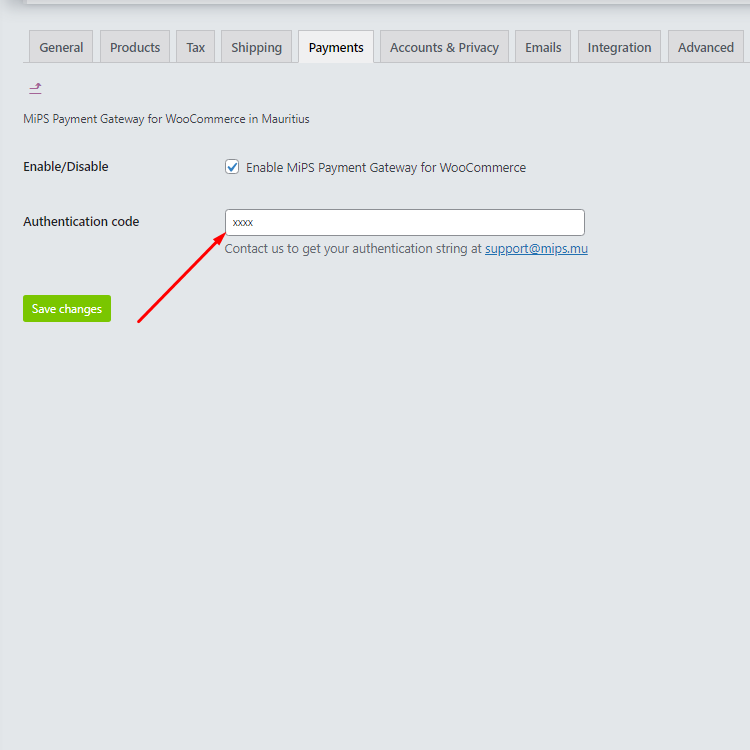 General Products Tax Shipping Payments Accounts & Privacy Emails Integration Advanced
MiPS Payment Gateway for WooCommerce in Mauritius
Enable/Disable Enable MiPS Payment Gateway for WooCommerce
Authentication code xxxx
Contact us to get your authentication string at support@mips.mu
Save changes